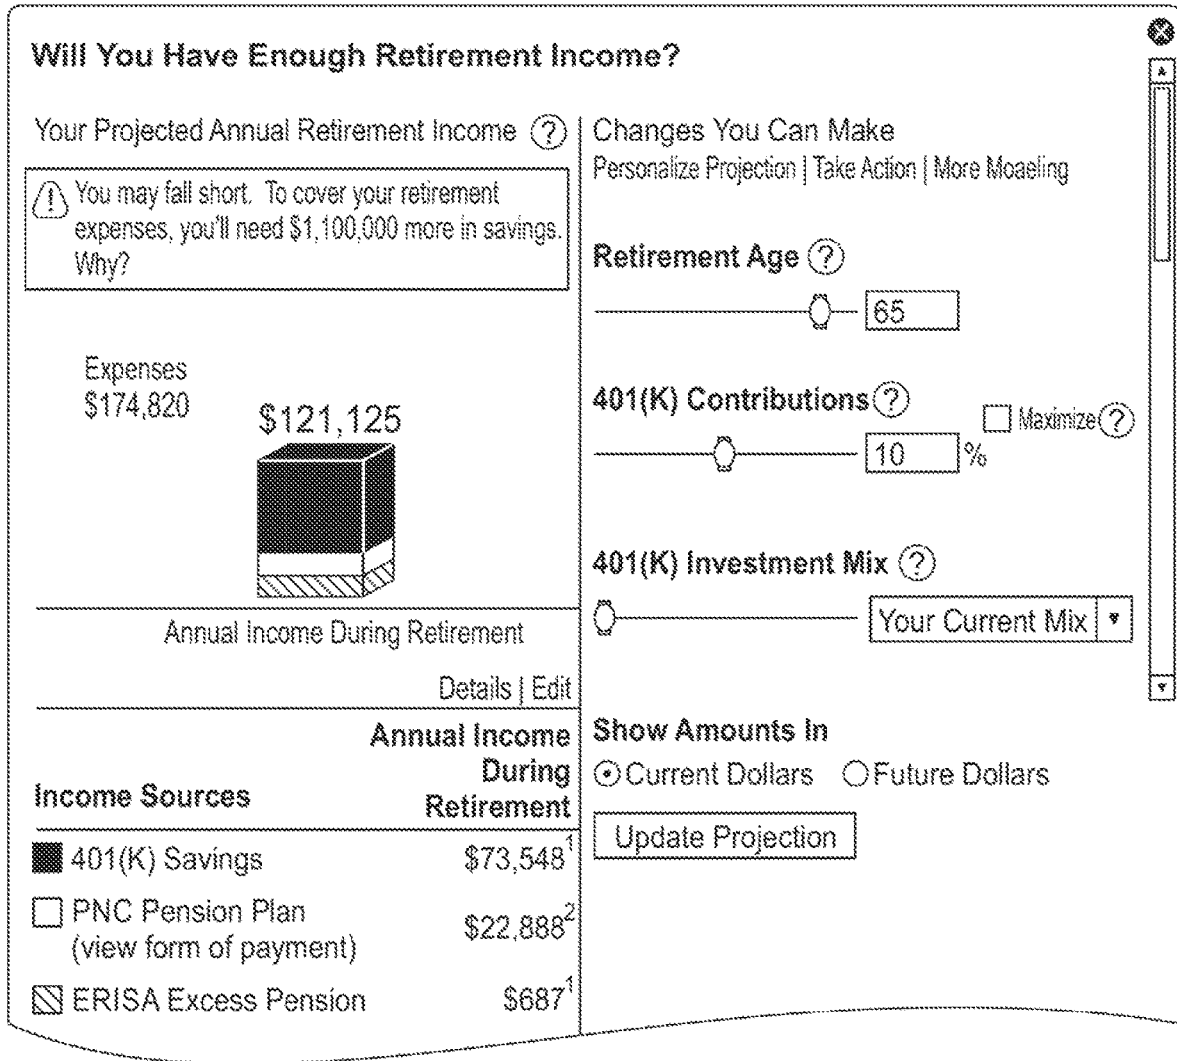 Will You Have Enough Retirement Income?
Your Projected Annual Retirement Income ?
! You may fall short. To cover your retirement
expenses, you'll need $1,100,000 more in savings.
Why?
Expenses
$174,820
$121,125
Annual Income During Retirement
Details | Edit
Annual Income
During
Income Sources Retirement
401(K) Savings $73,548¹
PNC Pension Plan
(view form of payment) $22,888²
ERISA Excess Pension $687¹
Changes You Can Make
Personalize Projection | Take Action | More Moaeling
Retirement Age ?
65
401(K) Contributions ?
Maximize ?
10 %
401(K) Investment Mix ?
Your Current Mix
Show Amounts In
Current Dollars Future Dollars
Update Projection